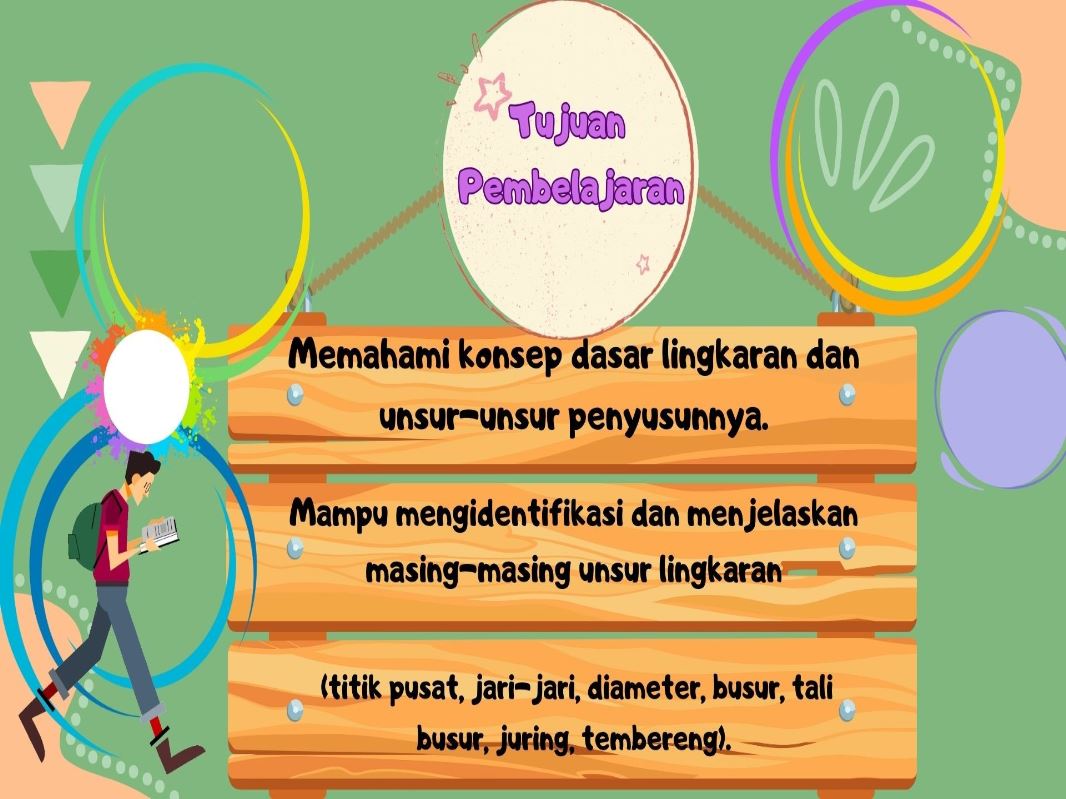 Tujuan
Pembelajaran
Memahami konsep dasar lingkaran dan
unsur-unsur penyusunnya.
Mampu mengidentifikasi dan menjelaskan
masing-masing unsur lingkaran
(titik pusat, jari-jari, diameter, busur, tali
busur, juring, tembereng).